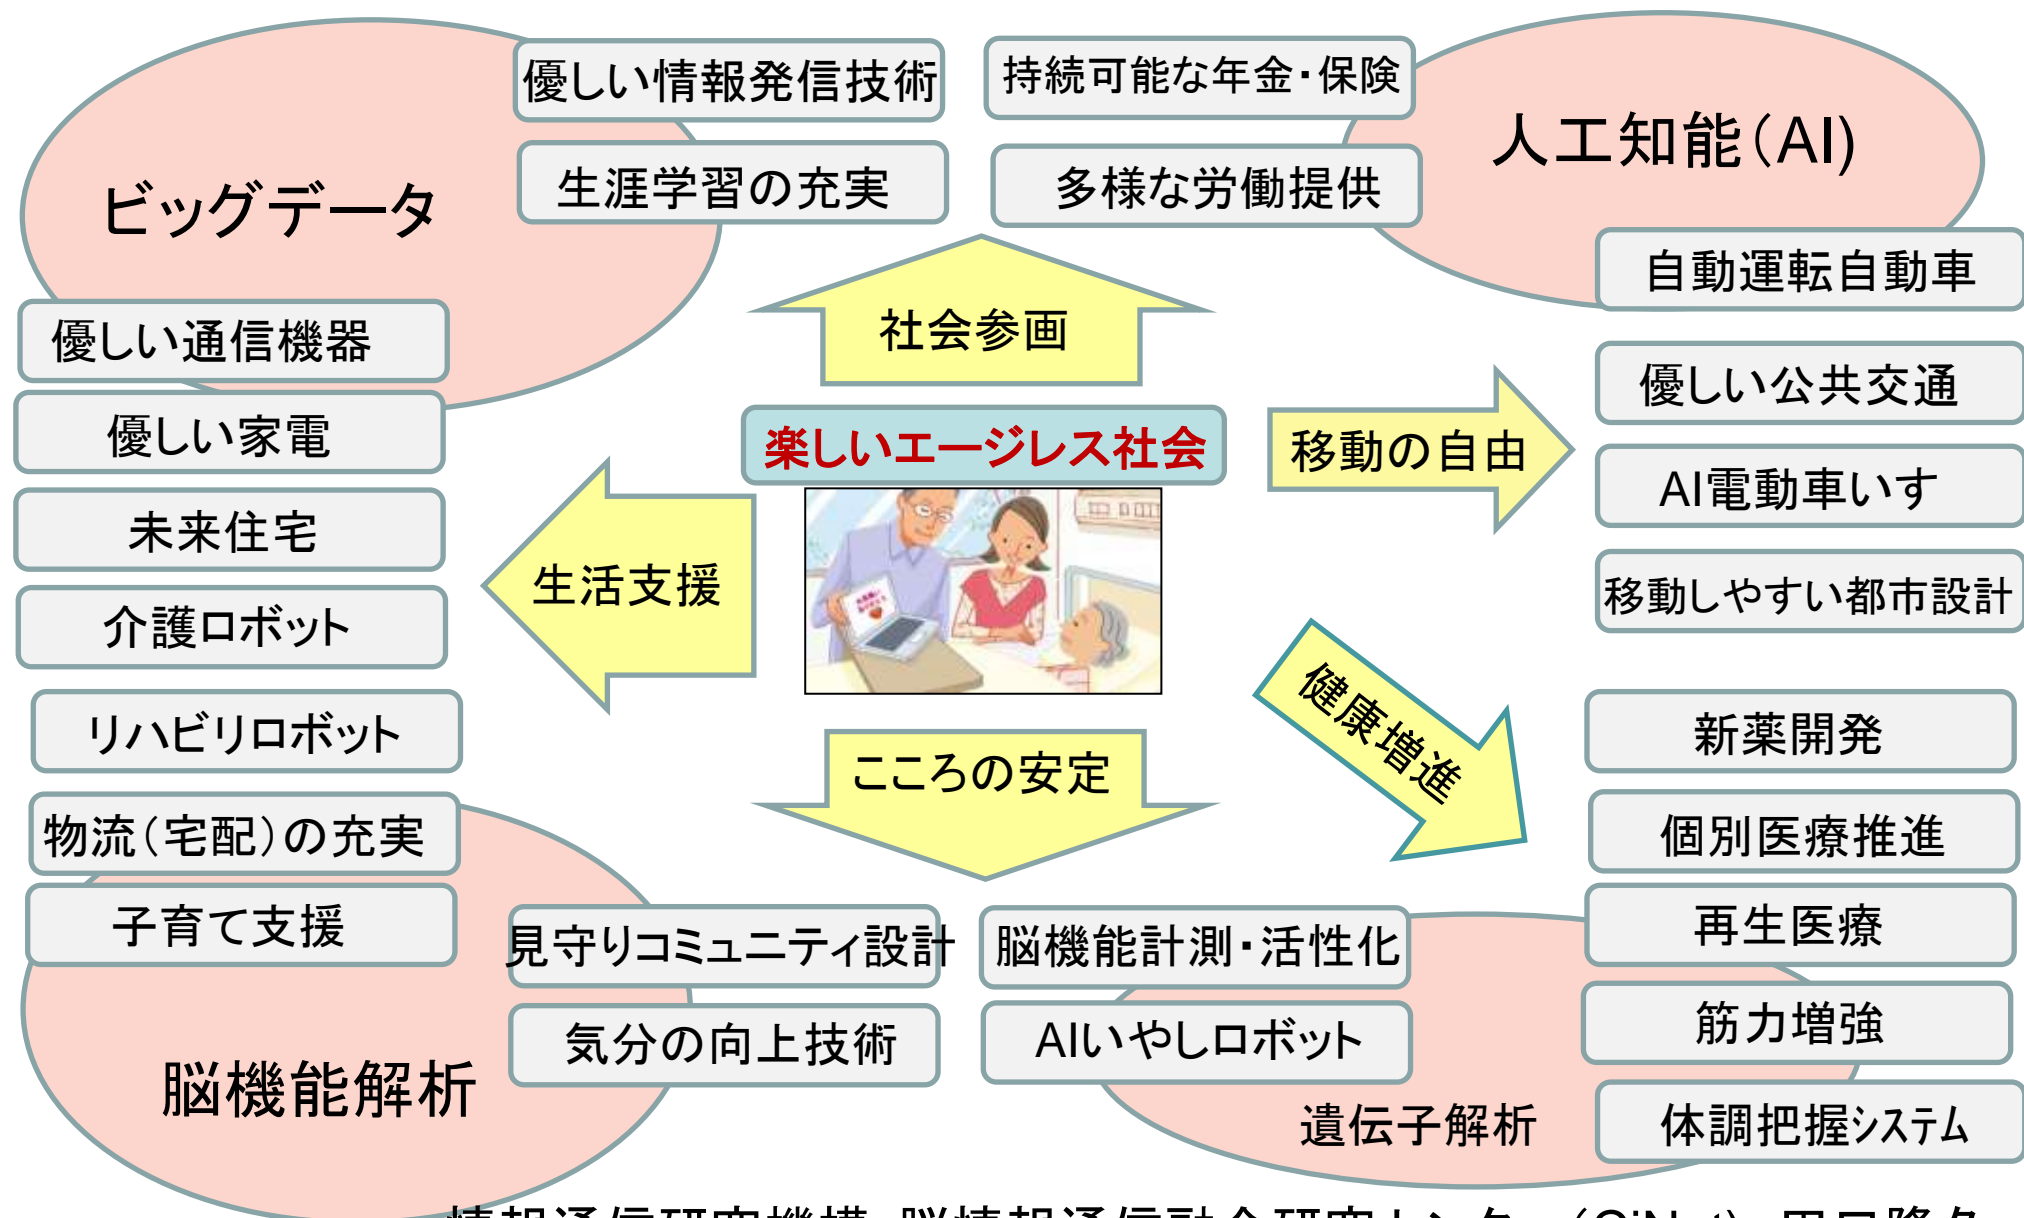 優しい情報発信技術
持続可能な年金・保険
人工知能（AI）
生涯学習の充実
多様な労働提供
ビッグデータ
自動運転自動車
社会参画
優しい通信機器
優しい公共交通
優しい家電
楽しいエージレス社会
移動の自由
AI電動車いす
未来住宅
生活支援
移動しやすい都市設計
介護ロボット
健康増進
リハビリロボット
新薬開発
こころの安定
物流（宅配）の充実
個別医療推進
子育て支援
再生医療
見守りコミュニティ設計
脳機能計測・活性化
筋力増強
気分の向上技術
AIいやしロボット
脳機能解析
遺伝子解析
体調把握システム